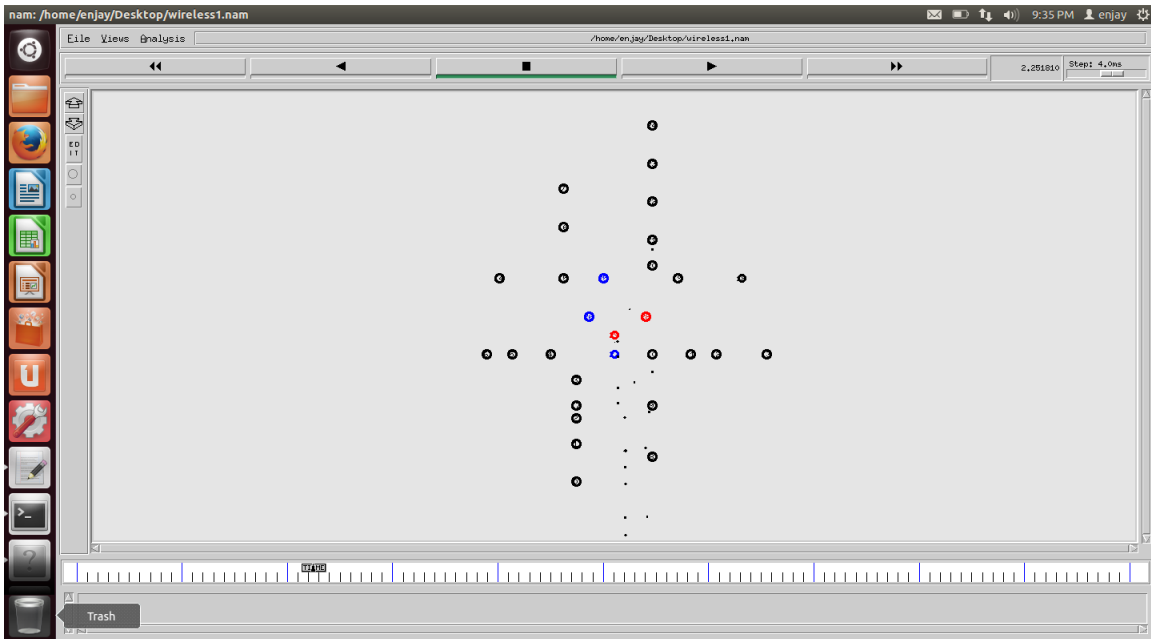 nam: /home/enjay/Desktop/wireless1.nam
9:35 PM enjay
File Views Analysis
/home/enjay/Desktop/wireless1.nam
2.251810
Step: 4.0ms
ED
IT
TIME
Trash